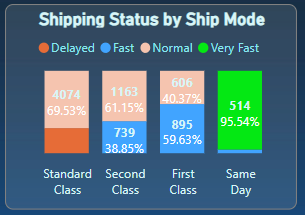 Shipping Status by Ship Mode
Delayed Fast Normal Very Fast
4074
69.53%
1163
61.15%
739
38.85%
606
40.37%
895
59.63%
514
95.54%
Standard Class
Second Class
First Class
Same Day